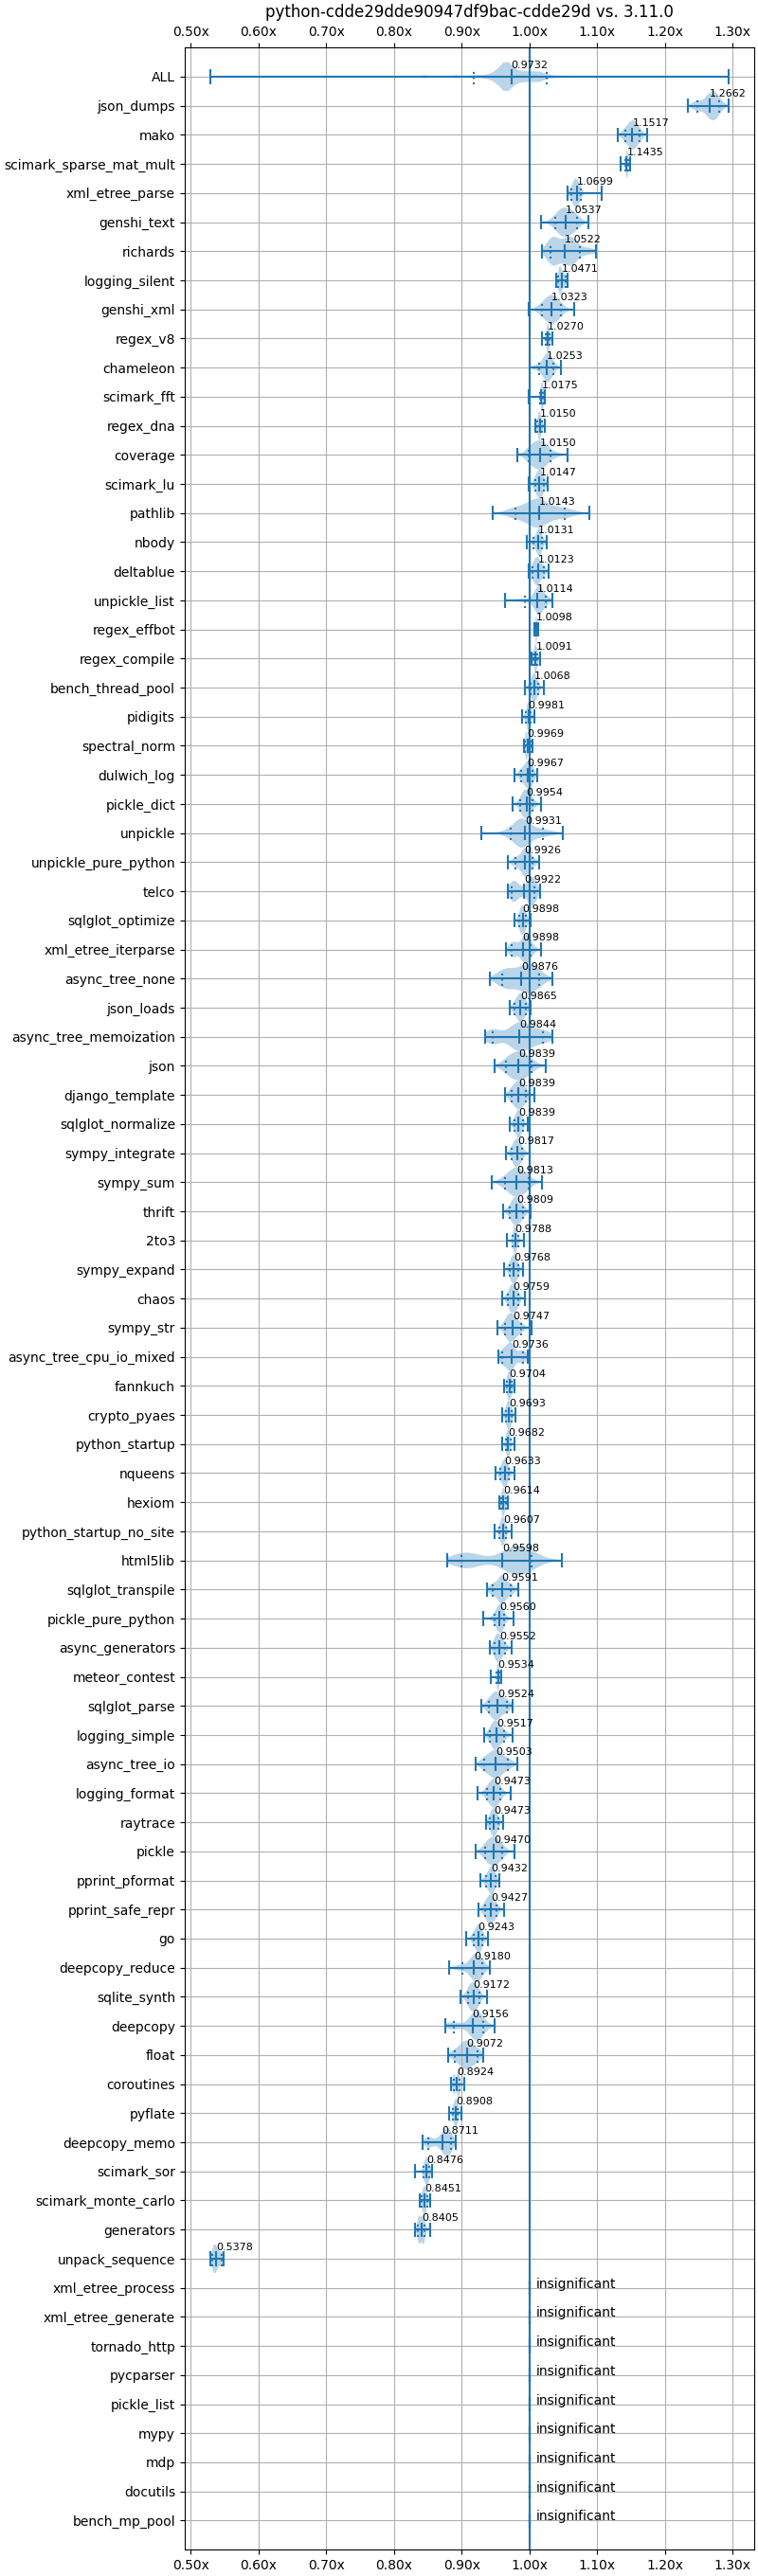 python-cdde29dde90947df9bac-cdde29d vs. 3.11.0
0.50x 0.60x 0.70x 0.80x 0.90x 1.00x 1.10x 1.20x 1.30x
ALL 0.9732
json_dumps 1.2662
mako 1.1517
scimark_sparse_mat_mult 1.1435
xml_etree_parse 1.0699
genshi_text 1.0537
richards 1.0522
logging_silent 1.0471
genshi_xml 1.0323
regex_v8 1.0270
chameleon 1.0253
scimark_fft 1.0175
regex_dna 1.0150
coverage 1.0150
scimark_lu 1.0147
pathlib 1.0143
nbody 1.0131
deltablue 1.0123
unpickle_list 1.0114
regex_effbot 1.0098
regex_compile 1.0091
bench_thread_pool 1.0068
pidigits 0.9981
spectral_norm 0.9969
dulwich_log 0.9967
pickle_dict 0.9954
unpickle 0.9931
unpickle_pure_python 0.9926
telco 0.9922
sqlglot_optimize 0.9898
xml_etree_iterparse 0.9898
async_tree_none 0.9876
json_loads 0.9865
async_tree_memoization 0.9844
json 0.9839
django_template 0.9839
sqlglot_normalize 0.9839
sympy_integrate 0.9817
sympy_sum 0.9813
thrift 0.9809
2to3 0.9788
sympy_expand 0.9768
chaos 0.9759
sympy_str 0.9747
async_tree_cpu_io_mixed 0.9736
fannkuch 0.9704
crypto_pyaes 0.9693
python_startup 0.9682
nqueens 0.9633
hexiom 0.9614
python_startup_no_site 0.9607
html5lib 0.9598
sqlglot_transpile 0.9591
pickle_pure_python 0.9560
async_generators 0.9552
meteor_contest 0.9534
sqlglot_parse 0.9524
logging_simple 0.9517
async_tree_io 0.9503
logging_format 0.9473
raytrace 0.9473
pickle 0.9470
pprint_pformat 0.9432
pprint_safe_repr 0.9427
go 0.9243
deepcopy_reduce 0.9180
sqlite_synth 0.9172
deepcopy 0.9156
float 0.9072
coroutines 0.8924
pyflate 0.8908
deepcopy_memo 0.8711
scimark_sor 0.8476
scimark_monte_carlo 0.8451
generators 0.8405
unpack_sequence 0.5378
xml_etree_process insignificant
xml_etree_generate insignificant
tornado_http insignificant
pycparser insignificant
pickle_list insignificant
mypy insignificant
mdp insignificant
docutils insignificant
bench_mp_pool insignificant
0.50x 0.60x 0.70x 0.80x 0.90x 1.00x 1.10x 1.20x 1.30x